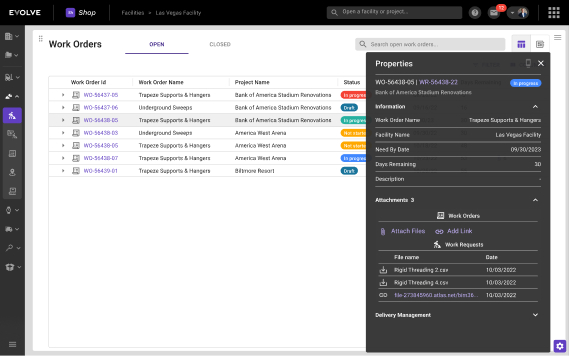 EVOLVE
Shop
Facilities > Las Vegas Facility
Open a facility or project...
12
Work Orders
OPEN
CLOSED
Search open work orders...
Work Order Id Work Order Name Project Name Status
WO-56437-05 Trapeze Supports & Hangers Bank of America Stadium Renovations In progress
WO-56437-06 Underground Sweeps Bank of America Stadium Renovations Draft
WO-56438-05 Trapeze Supports & Hangers Bank of America Stadium Renovations In progress
WO-56438-03 Underground Sweeps America West Arena Not started
WO-56438-05 Trapeze Supports & Hangers America West Arena Not started
WO-56438-07 Trapeze Supports & Hangers America West Arena In progress
WO-56439-01 Trapeze Supports & Hangers Biltmore Resort Draft
Properties
WO-56438-05 | WR-56438-22 In progress
Bank of America Stadium Renovations
Information
Work Order Name Trapeze Supports & Hangers
Facility Name Las Vegas Facility
Need By Date 09/30/2023
Days Remaining 30
Description -
Attachments 3
Work Orders
Attach Files Add Link
Work Requests
File name Date
Rigid Threading 2.csv 10/03/2022
Rigid Threading 4.csv 10/03/2022
file-273845960.atlas.net/bim36... 10/03/2022
Delivery Management